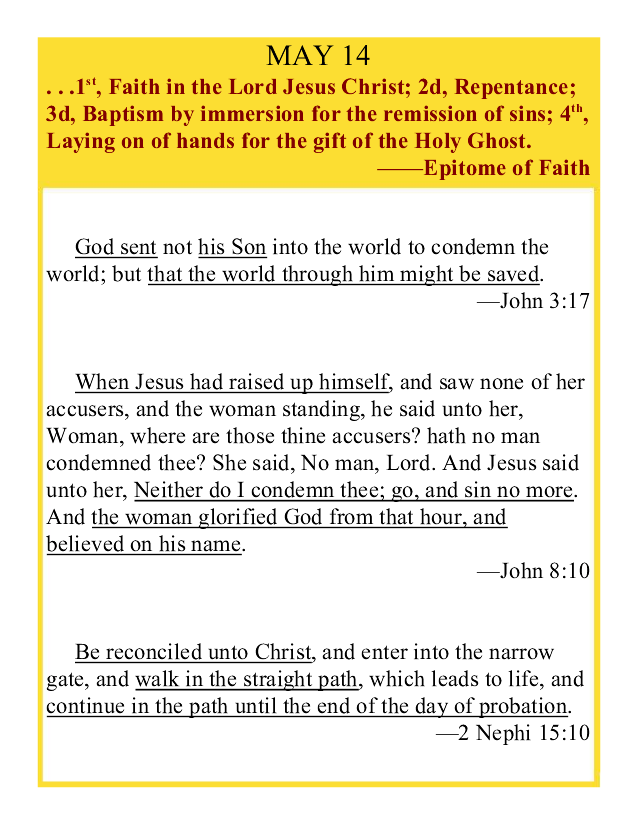 MAY 14
. . .1st, Faith in the Lord Jesus Christ; 2d, Repentance;
3d, Baptism by immersion for the remission of sins; 4th,
Laying on of hands for the gift of the Holy Ghost.
——Epitome of Faith
God sent not his Son into the world to condemn the
world; but that the world through him might be saved.
—John 3:17
When Jesus had raised up himself, and saw none of her
accusers, and the woman standing, he said unto her,
Woman, where are those thine accusers? hath no man
condemned thee? She said, No man, Lord. And Jesus said
unto her, Neither do I condemn thee; go, and sin no more.
And the woman glorified God from that hour, and
believed on his name.
—John 8:10
Be reconciled unto Christ, and enter into the narrow
gate, and walk in the straight path, which leads to life, and
continue in the path until the end of the day of probation.
—2 Nephi 15:10